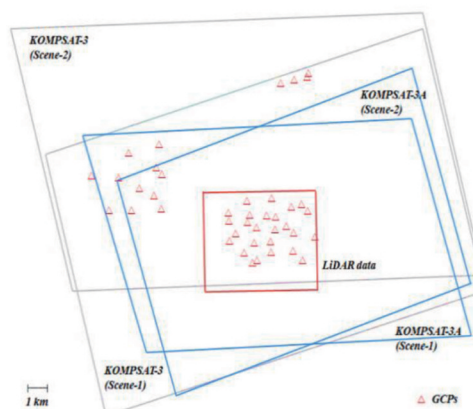 KOMPSAT-3
(Scene-2)
KOMPSAT-3A
(Scene-2)
LiDAR data
KOMPSAT-3
(Scene-1)
KOMPSAT-3A
(Scene-1)
1 km
GCPs